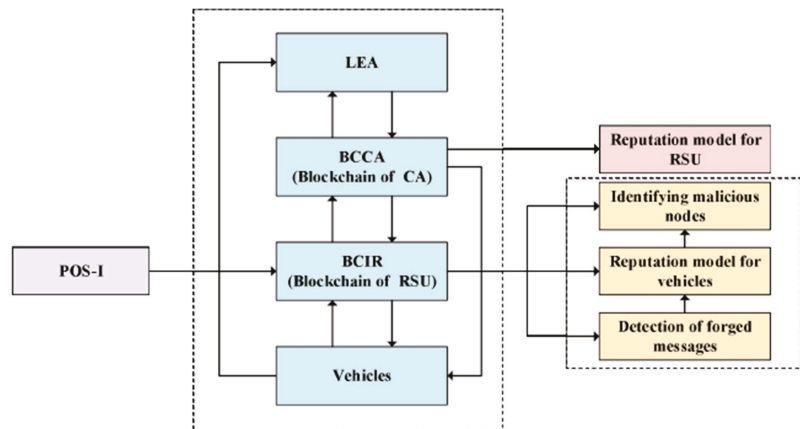 LEA
BCCA
(Blockchain of CA)
Reputation model for
RSU
Identifying malicious
nodes
POS-I
BCIR
(Blockchain of RSU)
Reputation model for
vehicles
Detection of forged
messages
Vehicles